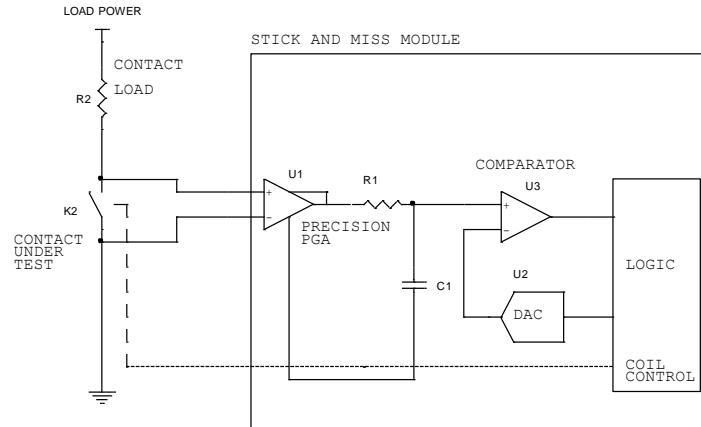 LOAD POWER
STICK AND MISS MODULE
CONTACT
LOAD
R2
U1
R1
COMPARATOR
U3
+
-
+
-
K2
PRECISION
PGA
CONTACT
UNDER
TEST
C1
U2
DAC
LOGIC
COIL
CONTROL